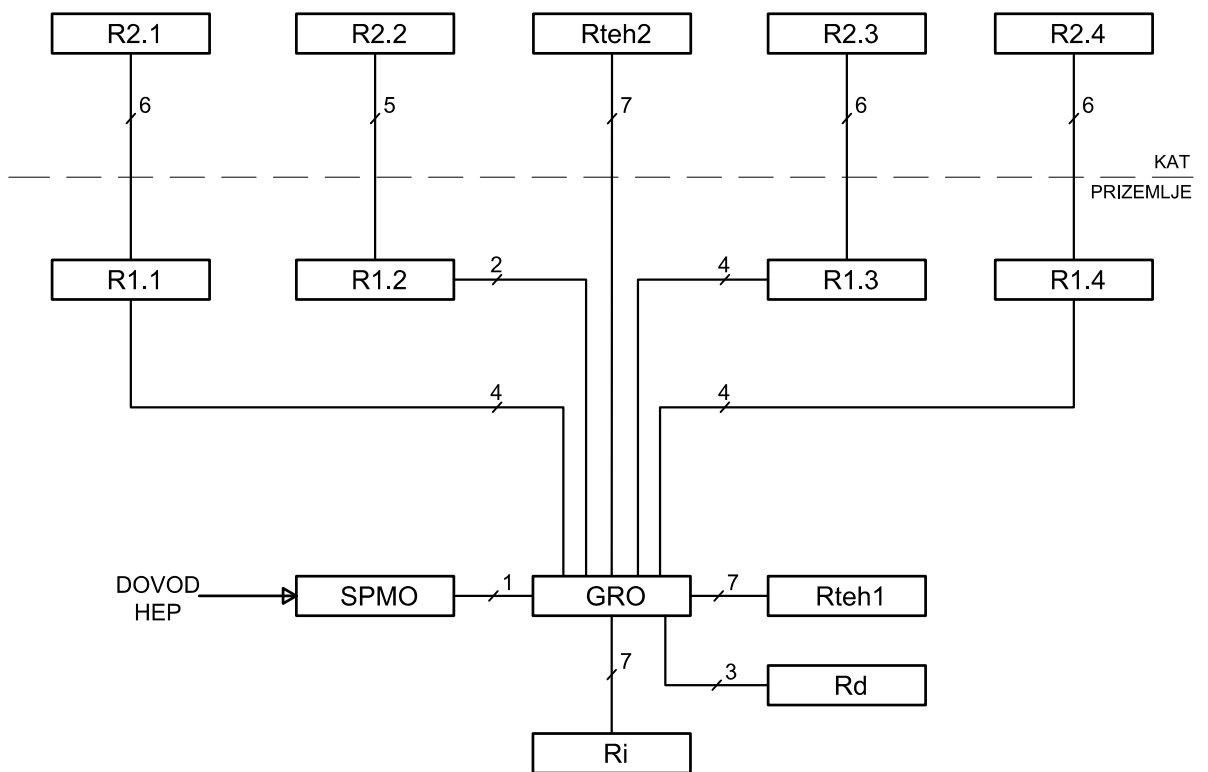 R2.1
R2.2
Rteh2
R2.3
R2.4
6
5
7
6
6
KAT
PRIZEMLJE
R1.1
R1.2
2
4
R1.3
R1.4
4
4
DOVOD
HEP
SPMO
1
GRO
7
Rteh1
7
3
Rd
Ri